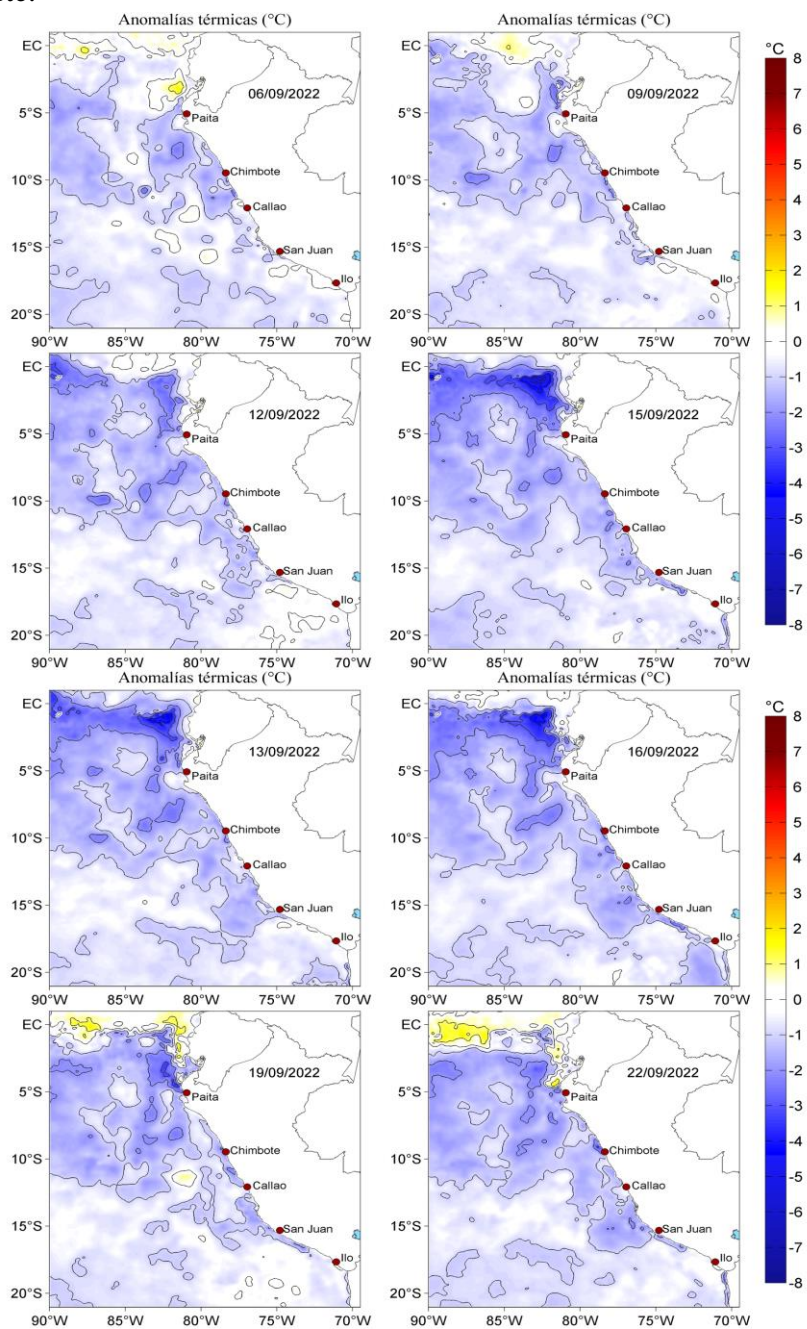 Anomalías térmicas (°C)
EC
5°S
10°S
15°S
20°S
06/09/2022
Paita
Chimbote
Callao
San Juan
Ilo
90°W 85°W 80°W 75°W 70°W
Anomalías térmicas (°C)
EC
5°S
10°S
15°S
20°S
09/09/2022
Paita
Chimbote
Callao
San Juan
Ilo
90°W 85°W 80°W 75°W 70°W
EC
5°S
10°S
15°S
20°S
12/09/2022
Paita
Chimbote
Callao
San Juan
Ilo
90°W 85°W 80°W 75°W 70°W
EC
5°S
10°S
15°S
20°S
15/09/2022
Paita
Chimbote
Callao
San Juan
Ilo
90°W 85°W 80°W 75°W 70°W
°C
8
7
6
5
4
3
2
1
0
-1
-2
-3
-4
-5
-6
-7
-8
Anomalías térmicas (°C)
EC
5°S
10°S
15°S
20°S
13/09/2022
Paita
Chimbote
Callao
San Juan
Ilo
90°W 85°W 80°W 75°W 70°W
Anomalías térmicas (°C)
EC
5°S
10°S
15°S
20°S
16/09/2022
Paita
Chimbote
Callao
San Juan
Ilo
90°W 85°W 80°W 75°W 70°W
EC
5°S
10°S
15°S
20°S
19/09/2022
Paita
Chimbote
Callao
San Juan
Ilo
90°W 85°W 80°W 75°W 70°W
EC
5°S
10°S
15°S
20°S
22/09/2022
Paita
Chimbote
Callao
San Juan
Ilo
90°W 85°W 80°W 75°W 70°W
°C
8
7
6
5
4
3
2
1
0
-1
-2
-3
-4
-5
-6
-7
-8